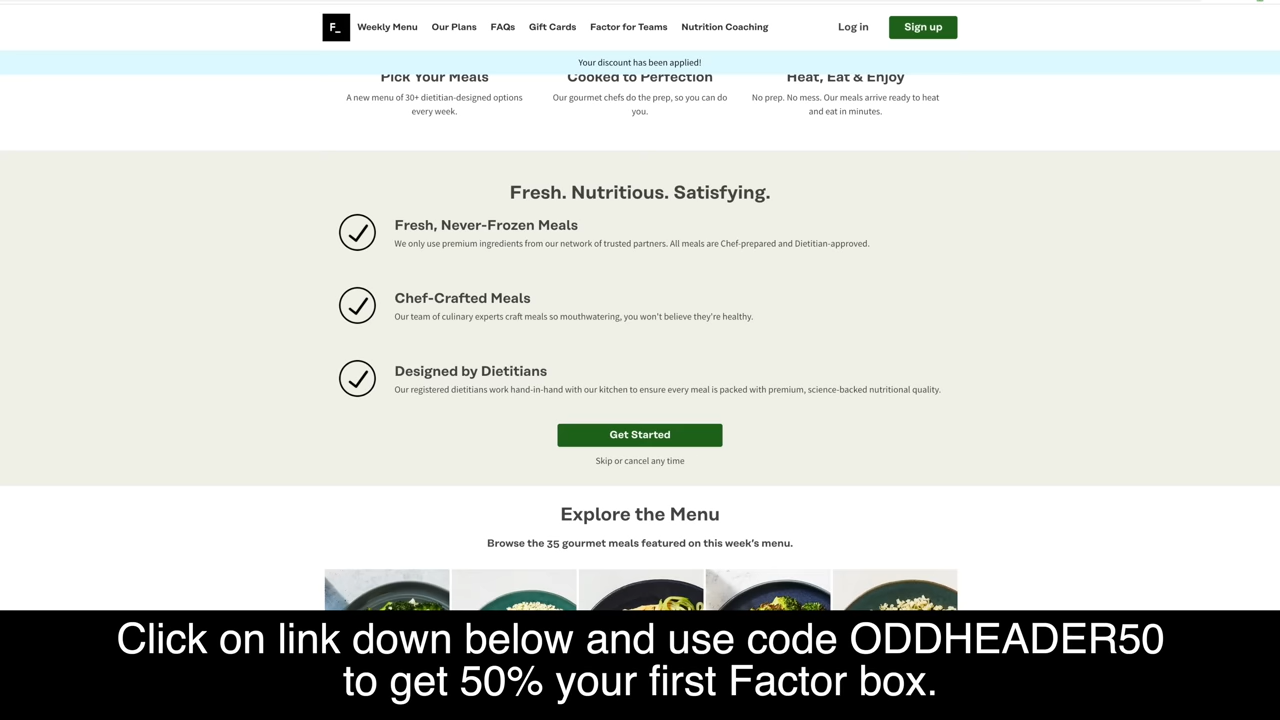 F_
Weekly Menu Our Plans FAQs Gift Cards Factor for Teams Nutrition Coaching Log in Sign up
Your discount has been applied!
Pick Your Meals
A new menu of 30+ dietitian-designed options
every week.
Cooked to Perfection
Our gourmet chefs do the prep, so you can do
you.
Heat, Eat & Enjoy
No prep. No mess. Our meals arrive ready to heat
and eat in minutes.
Fresh. Nutritious. Satisfying.
Fresh, Never-Frozen Meals
We only use premium ingredients from our network of trusted partners. All meals are Chef-prepared and Dietitian-approved.
Chef-Crafted Meals
Our team of culinary experts craft meals so mouthwatering, you won't believe they're healthy.
Designed by Dietitians
Our registered dietitians work hand-in-hand with our kitchen to ensure every meal is packed with premium, science-backed nutritional quality.
Get Started
Skip or cancel any time
Explore the Menu
Browse the 35 gourmet meals featured on this week's menu.
Click on link down below and use code ODDHEADER50
to get 50% your first Factor box.